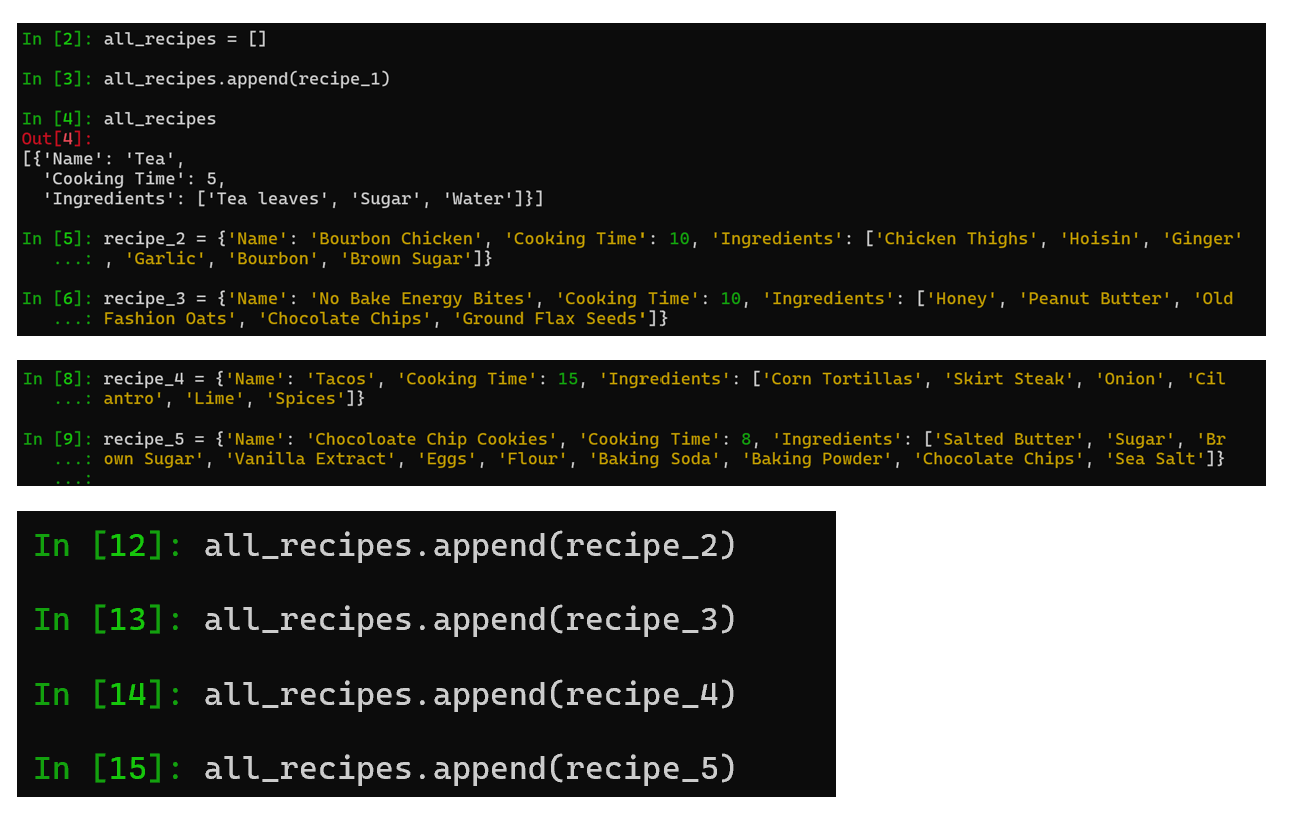 In [2]: all_recipes = []
In [3]: all_recipes.append(recipe_1)
In [4]: all_recipes
Out[4]:
[{'Name': 'Tea',
'Cooking Time': 5,
'Ingredients': ['Tea leaves', 'Sugar', 'Water']}]
In [5]: recipe_2 = {'Name': 'Bourbon Chicken', 'Cooking Time': 10, 'Ingredients': ['Chicken Thighs', 'Hoisin', 'Ginger'
...: , 'Garlic', 'Bourbon', 'Brown Sugar']}
In [6]: recipe_3 = {'Name': 'No Bake Energy Bites', 'Cooking Time': 10, 'Ingredients': ['Honey', 'Peanut Butter', 'Old
...: Fashion Oats', 'Chocolate Chips', 'Ground Flax Seeds']}
In [8]: recipe_4 = {'Name': 'Tacos', 'Cooking Time': 15, 'Ingredients': ['Corn Tortillas', 'Skirt Steak', 'Onion', 'Cil
...: antro', 'Lime', 'Spices']}
In [9]: recipe_5 = {'Name': 'Chocoloate Chip Cookies', 'Cooking Time': 8, 'Ingredients': ['Salted Butter', 'Sugar', 'Br
...: own Sugar', 'Vanilla Extract', 'Eggs', 'Flour', 'Baking Soda', 'Baking Powder', 'Chocolate Chips', 'Sea Salt']}
...:
In [12]: all_recipes.append(recipe_2)
In [13]: all_recipes.append(recipe_3)
In [14]: all_recipes.append(recipe_4)
In [15]: all_recipes.append(recipe_5)